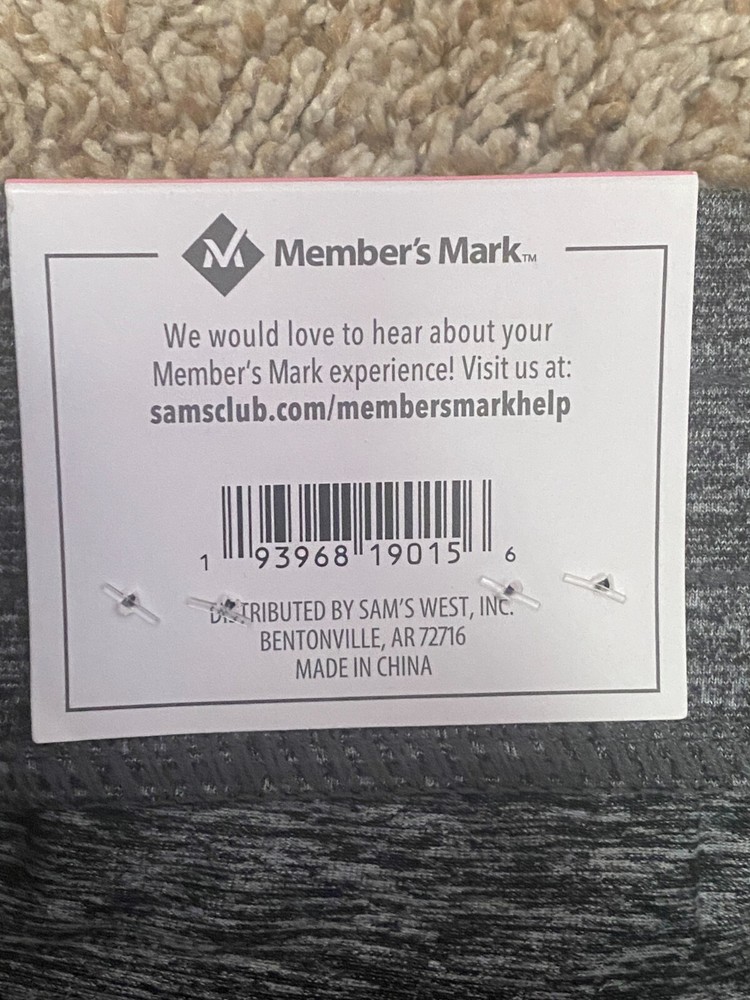 Member's Mark™
We would love to hear about your
Member's Mark experience! Visit us at:
samsclub.com/membersmarkhelp
1 93968 19015 6
DISTRIBUTED BY SAM'S WEST, INC.
BENTONVILLE, AR 72716
MADE IN CHINA